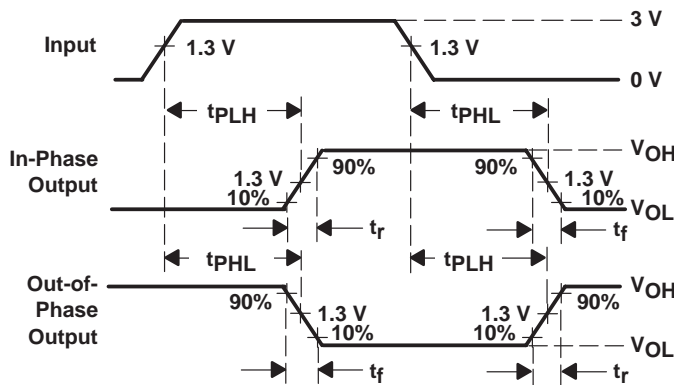 3 V
Input
1.3 V
1.3 V
0 V
tPLH
tPHL
In-Phase
Output
VOH
90%
90%
1.3 V
1.3 V
10%
10%
VOL
tr
tf
tPHL
tPLH
Out-of-
Phase
Output
VOH
90%
90%
1.3 V
1.3 V
10%
10%
VOL
tf
tr